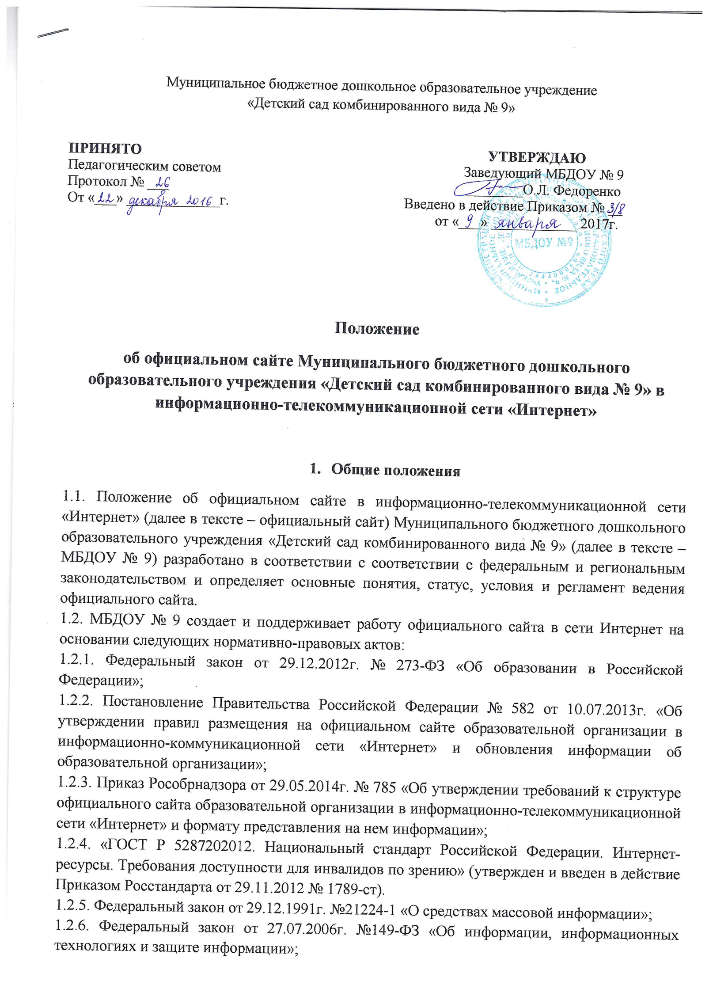 Муниципальное бюджетное дошкольное образовательное учреждение
«Детский сад комбинированного вида № 9»
ПРИНЯТО
Педагогическим советом
Протокол № 26
От «22» декабря 2016 г.
УТВЕРЖДАЮ
Заведующий МБДОУ № 9
О.Л. Федоренко
Введено в действие Приказом № 3/8
от «9» января 2017г.
МБДОУ №9
Положение
об официальном сайте Муниципального бюджетного дошкольного
образовательного учреждения «Детский сад комбинированного вида № 9» в
информационно-телекоммуникационной сети «Интернет»
1. Общие положения
1.1. Положение об официальном сайте в информационно-телекоммуникационной сети
«Интернет» (далее в тексте – официальный сайт) Муниципального бюджетного дошкольного
образовательного учреждения «Детский сад комбинированного вида № 9» (далее в тексте –
МБДОУ № 9) разработано в соответствии с соответствии с федеральным и региональным
законодательством и определяет основные понятия, статус, условия и регламент ведения
официального сайта.
1.2. МБДОУ № 9 создает и поддерживает работу официального сайта в сети Интернет на
основании следующих нормативно-правовых актов:
1.2.1. Федеральный закон от 29.12.2012г. № 273-ФЗ «Об образовании в Российской
Федерации»;
1.2.2. Постановление Правительства Российской Федерации № 582 от 10.07.2013г. «Об
утверждении правил размещения на официальном сайте образовательной организации в
информационно-коммуникационной сети «Интернет» и обновления информации об
образовательной организации»;
1.2.3. Приказ Рособрнадзора от 29.05.2014г. № 785 «Об утверждении требований к структуре
официального сайта образовательной организации в информационно-телекоммуникационной
сети «Интернет» и формату представления на нем информации»;
1.2.4. «ГОСТ Р 5287202012. Национальный стандарт Российской Федерации. Интернет-
ресурсы. Требования доступности для инвалидов по зрению» (утвержден и введен в действие
Приказом Росстандарта от 29.11.2012 № 1789-ст).
1.2.5. Федеральный закон от 29.12.1991г. №21224-1 «О средствах массовой информации»;
1.2.6. Федеральный закон от 27.07.2006г. №149-ФЗ «Об информации, информационных
технологиях и защите информации»;